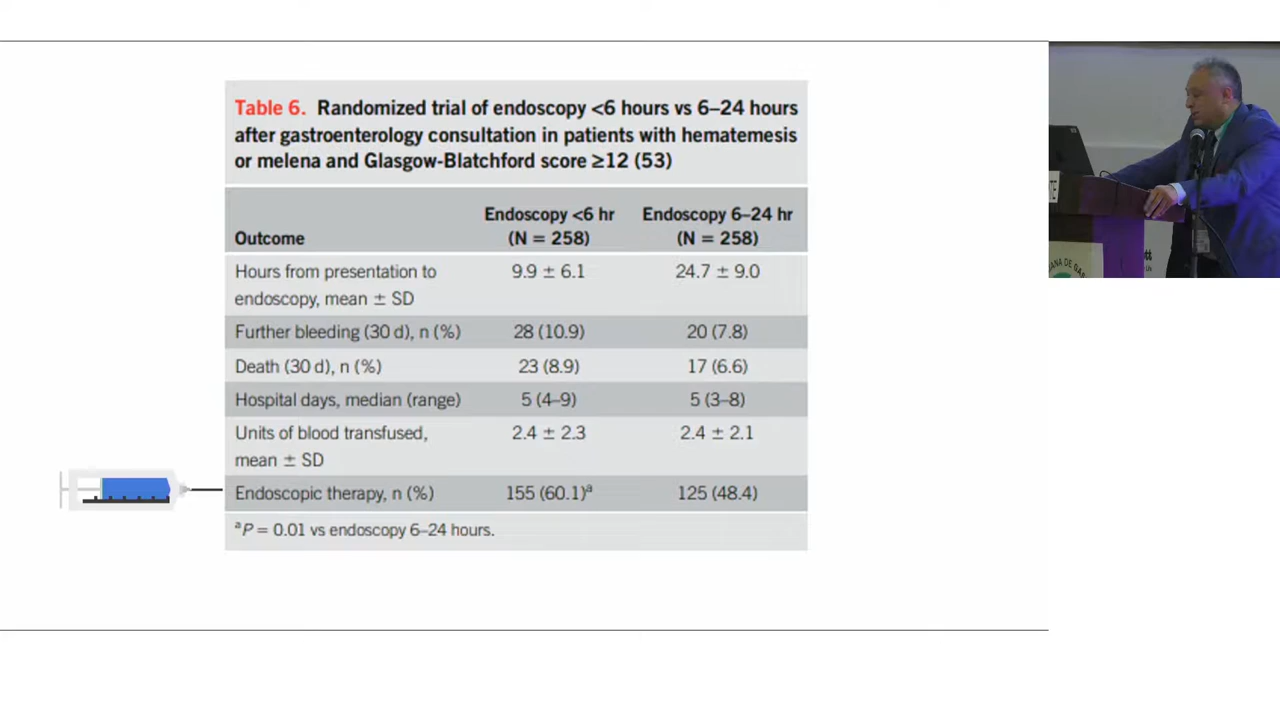 Table 6. Randomized trial of endoscopy <6 hours vs 6–24 hours
after gastroenterology consultation in patients with hematemesis
or melena and Glasgow-Blatchford score ≥12 (53)
Outcome Endoscopy <6 hr (N = 258) Endoscopy 6–24 hr (N = 258)
Hours from presentation to
endoscopy, mean ± SD 9.9 ± 6.1 24.7 ± 9.0
Further bleeding (30 d), n (%) 28 (10.9) 20 (7.8)
Death (30 d), n (%) 23 (8.9) 17 (6.6)
Hospital days, median (range) 5 (4–9) 5 (3–8)
Units of blood transfused,
mean ± SD 2.4 ± 2.3 2.4 ± 2.1
Endoscopic therapy, n (%) 155 (60.1)ᵃ 125 (48.4)
ᵃP = 0.01 vs endoscopy 6–24 hours.